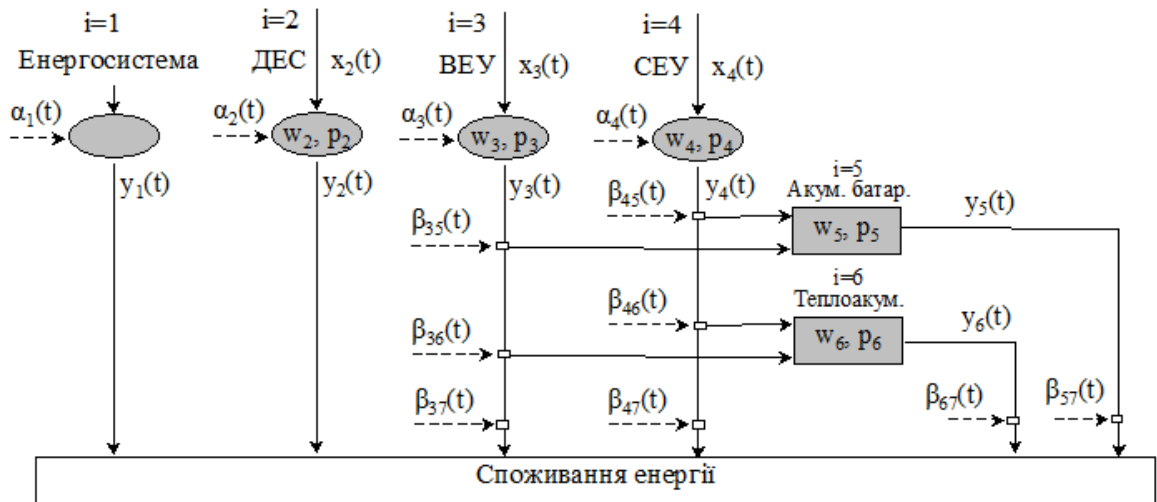 i=1
Енергосистема
i=2
ДЕС
x₂(t)
i=3
ВЕУ
x₃(t)
i=4
СЕУ
x₄(t)
α₁(t)
α₂(t)
w₂, p₂
α₃(t)
w₃, p₃
α₄(t)
w₄, p₄
y₁(t)
y₂(t)
y₃(t)
y₄(t)
i=5
Акум. батар.
w₅, p₅
y₅(t)
β₄₅(t)
β₃₅(t)
i=6
Теплоакум.
w₆, p₆
y₆(t)
β₄₆(t)
β₃₆(t)
β₃₇(t)
β₄₇(t)
β₆₇(t)
β₅₇(t)
Споживання енергії